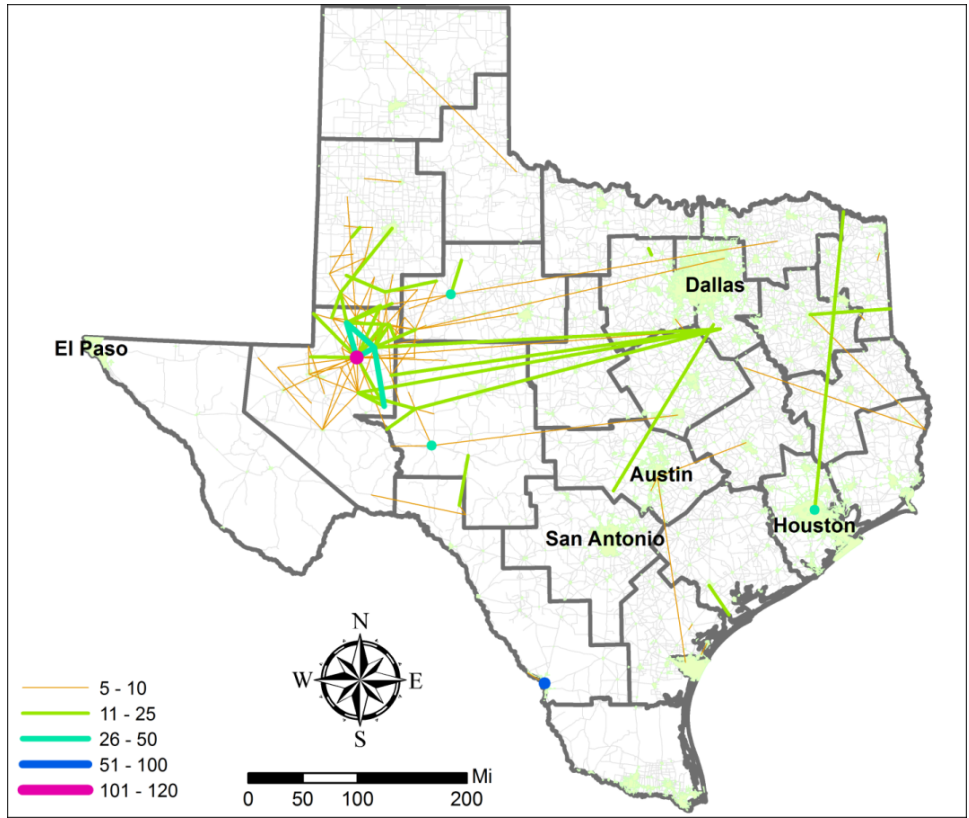 Dallas
El Paso
Austin
Houston
San Antonio
N
W E
S
5 - 10
11 - 25
26 - 50
51 - 100
101 - 120
Mi
0 50 100 200